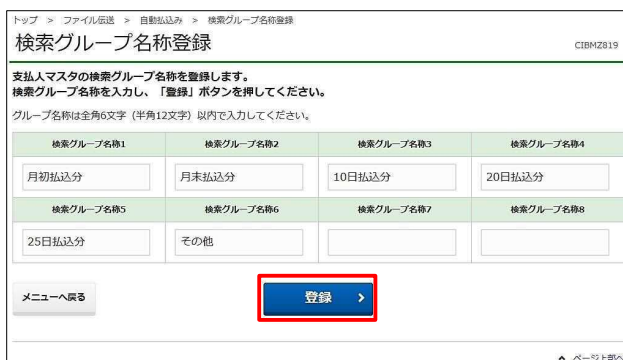 トップ > ファイル伝送 > 自動払込み > 検索グループ名称登録
検索グループ名称登録
CIBMZ819
支払人マスタの検索グループ名称を登録します。
検索グループ名称を入力し、「登録」ボタンを押してください。
グループ名称は全角6文字（半角12文字）以内で入力してください。
検索グループ名称1 検索グループ名称2 検索グループ名称3 検索グループ名称4
月初払込分 月末払込分 10日払込分 20日払込分
検索グループ名称5 検索グループ名称6 検索グループ名称7 検索グループ名称8
25日払込分 その他
メニューへ戻る 登録
ページ上部へ